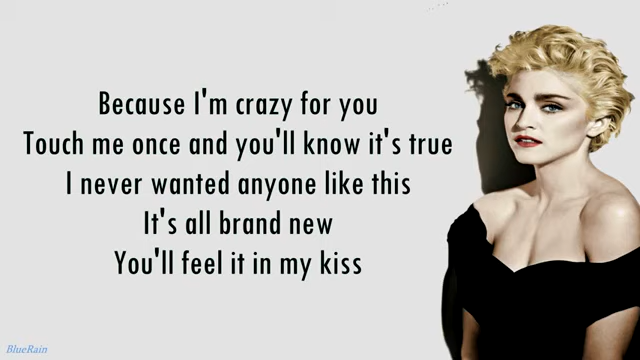 Because I'm crazy for you
Touch me once and you'll know it's true
I never wanted anyone like this
It's all brand new
You'll feel it in my kiss
BlueRain